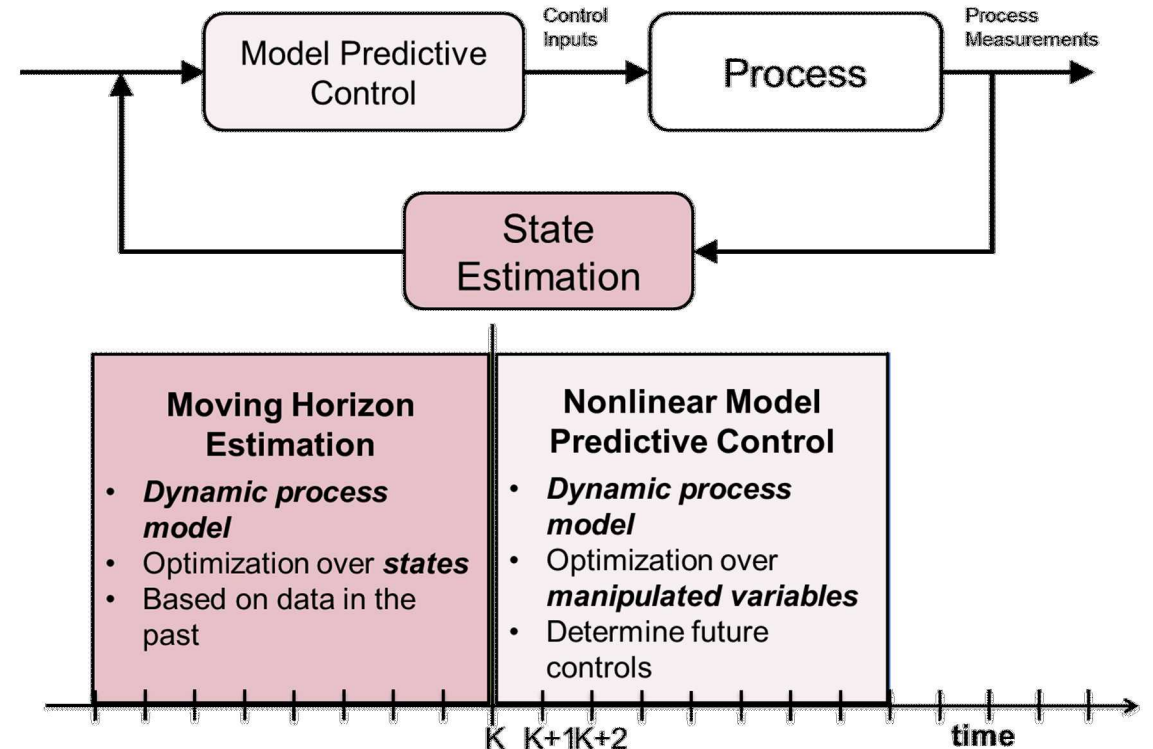 Control
Inputs
Process
Measurements
Model Predictive
Control
Process
State
Estimation
Moving Horizon
Estimation
• Dynamic process
model
• Optimization over states
• Based on data in the
past
Nonlinear Model
Predictive Control
• Dynamic process
model
• Optimization over
manipulated variables
• Determine future
controls
K K+1K+2 time